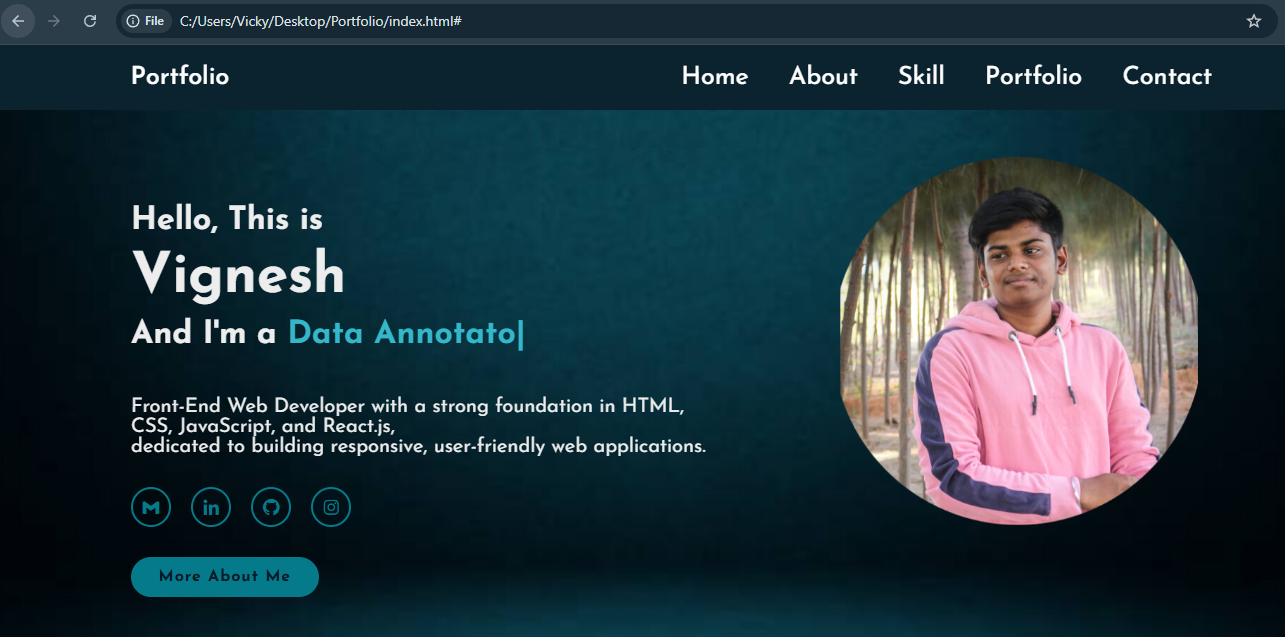 File C:/Users/Vicky/Desktop/Portfolio/index.html#
Portfolio Home About Skill Portfolio Contact
Hello, This is
Vignesh
And I'm a Data Annotato|
Front-End Web Developer with a strong foundation in HTML,
CSS, JavaScript, and React.js,
dedicated to building responsive, user-friendly web applications.
More About Me